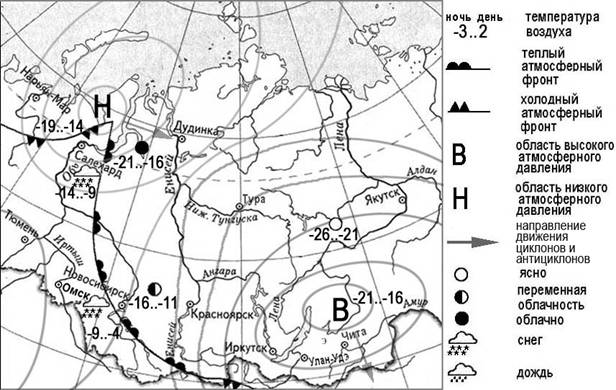 Нарьян-Мар
Н
-19..-14
Дудинка
-21..-16
Салехард
Обь
-14..-9
Енисей
Лена
Алдан
Тура
Якутск
Ниж. Тунгуска
-26..-21
Тюмень
Иртыш
Новосибирск
Омск
-16..-11
-9..-4
Ангара
Красноярск
Енисей
Лена
В
-21..-16
Амур
Чита
Иркутск
Улан-Удэ
ночь день
-3..2
температура
воздуха
теплый
атмосферный
фронт
холодный
атмосферный
фронт
В
область высокого
атмосферного
давления
Н
область низкого
атмосферного
давления
направление
движения
циклонов и
антициклонов
ясно
переменная
облачность
облачно
снег
дождь